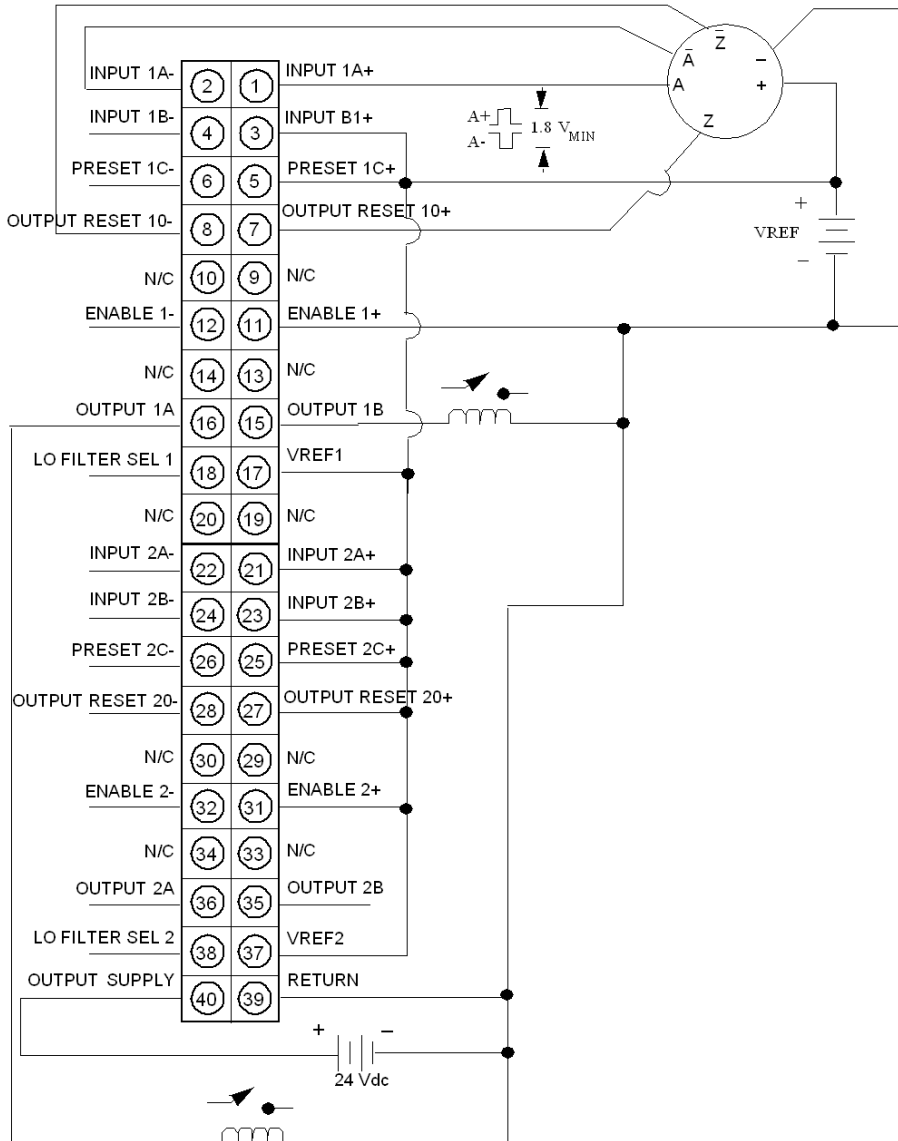 Z̅
A̅ −
INPUT 1A- 2 1 INPUT 1A+ A +
A+ 1.8 V MIN Z
A-
INPUT 1B- 4 3 INPUT B1+
PRESET 1C- 6 5 PRESET 1C+
OUTPUT RESET 10- 8 7 OUTPUT RESET 10+
+
VREF
−
N/C 10 9 N/C
ENABLE 1- 12 11 ENABLE 1+
N/C 14 13 N/C
OUTPUT 1A 16 15 OUTPUT 1B
LO FILTER SEL 1 18 17 VREF1
N/C 20 19 N/C
INPUT 2A- 22 21 INPUT 2A+
INPUT 2B- 24 23 INPUT 2B+
PRESET 2C- 26 25 PRESET 2C+
OUTPUT RESET 20- 28 27 OUTPUT RESET 20+
N/C 30 29 N/C
ENABLE 2- 32 31 ENABLE 2+
N/C 34 33 N/C
OUTPUT 2A 36 35 OUTPUT 2B
LO FILTER SEL 2 38 37 VREF2
OUTPUT SUPPLY 40 39 RETURN
+ −
24 Vdc